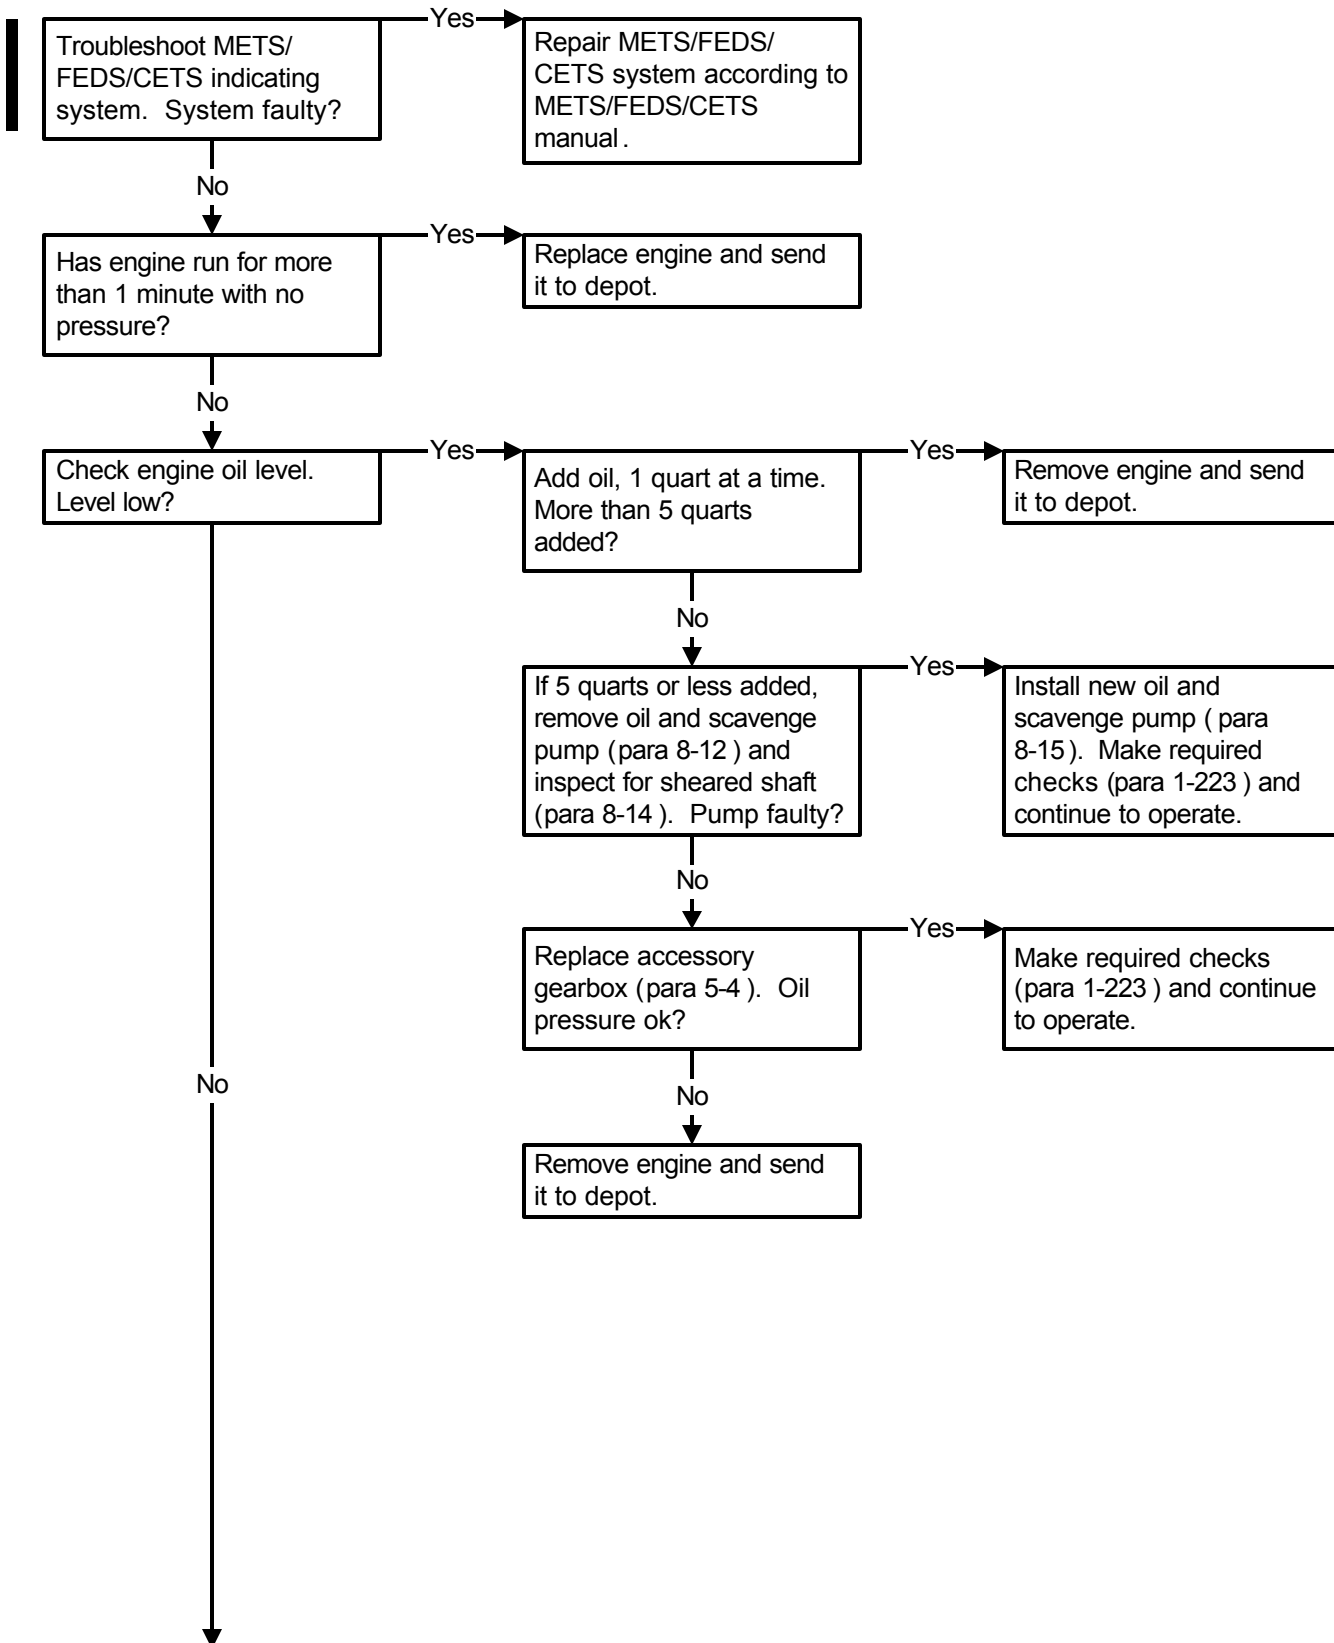 Troubleshoot METS/
FEDS/CETS indicating
system. System faulty?
Yes
Repair METS/FEDS/
CETS system according to
METS/FEDS/CETS
manual.
No
Has engine run for more
than 1 minute with no
pressure?
Yes
Replace engine and send
it to depot.
No
Check engine oil level.
Level low?
Yes
Add oil, 1 quart at a time.
More than 5 quarts
added?
Yes
Remove engine and send
it to depot.
No
If 5 quarts or less added,
remove oil and scavenge
pump (para 8-12) and
inspect for sheared shaft
(para 8-14). Pump faulty?
Yes
Install new oil and
scavenge pump (para
8-15). Make required
checks (para 1-223) and
continue to operate.
No
Replace accessory
gearbox (para 5-4). Oil
pressure ok?
Yes
Make required checks
(para 1-223) and continue
to operate.
No
Remove engine and send
it to depot.
No